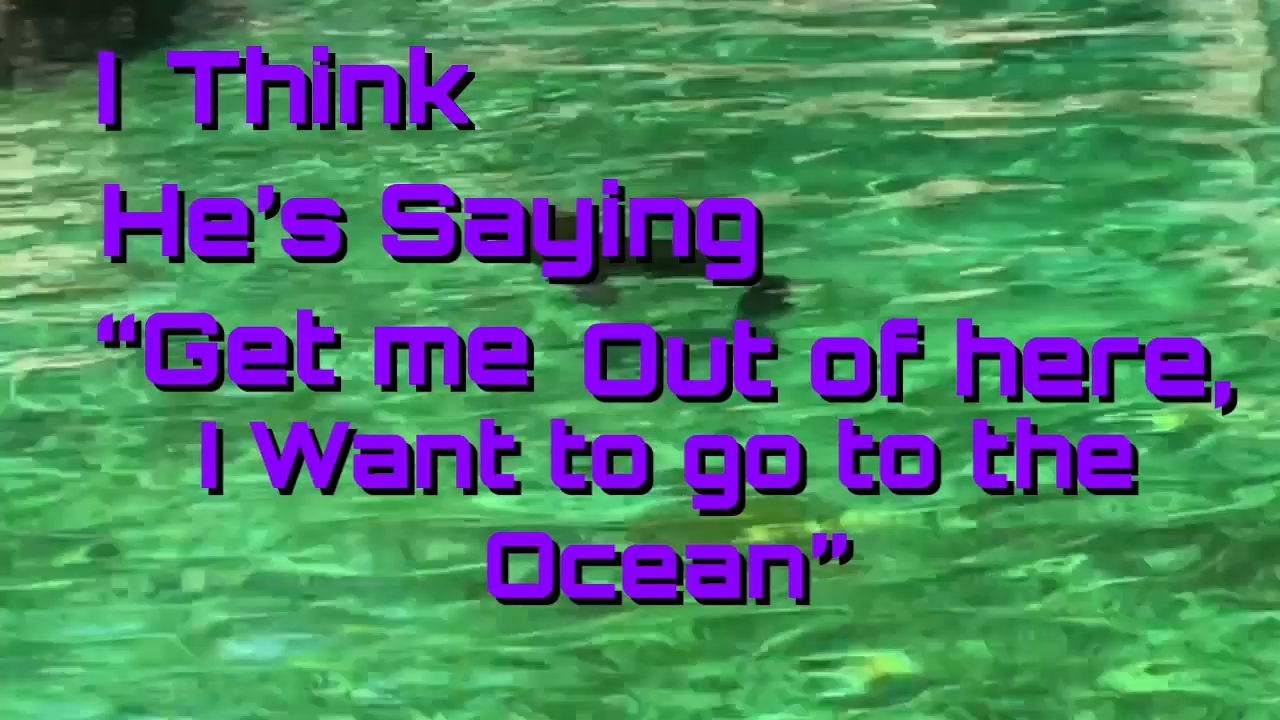 I Think
He’s Saying
“Get me Out of here,
I Want to go to the
Ocean”